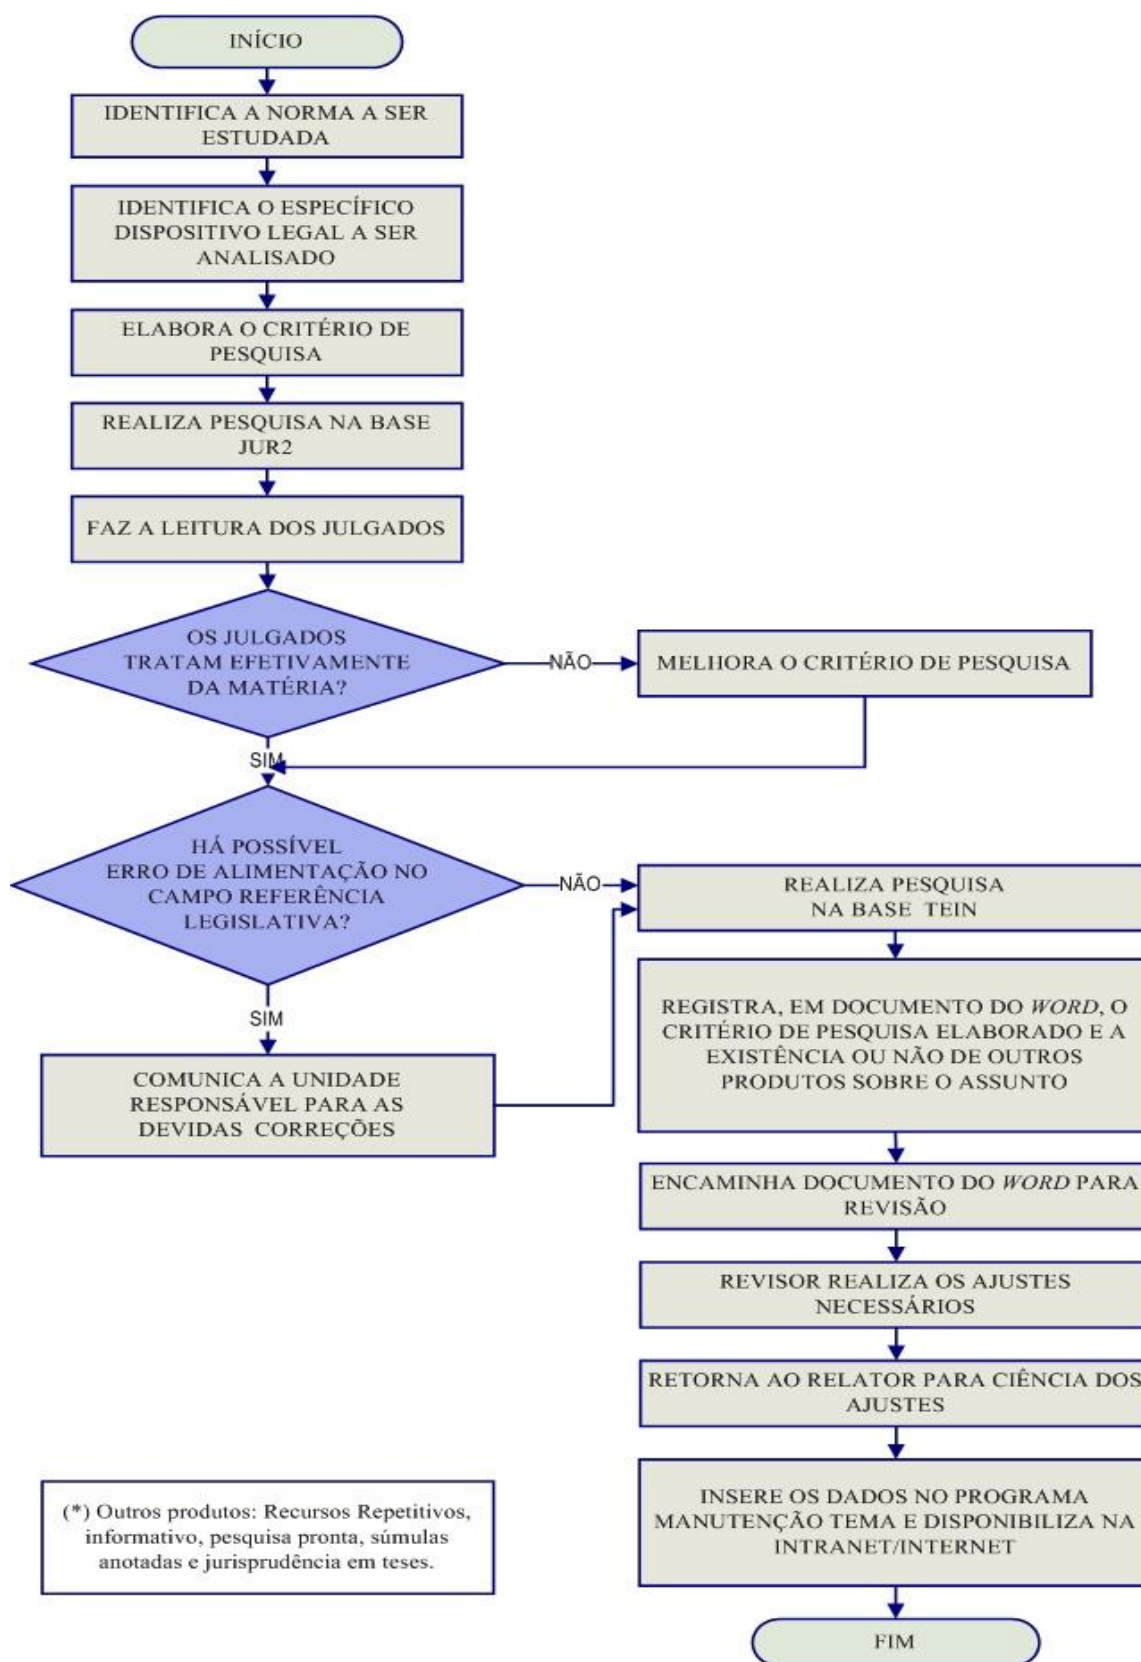 INÍCIO
IDENTIFICA A NORMA A SER
ESTUDADA
IDENTIFICA O ESPECÍFICO
DISPOSITIVO LEGAL A SER
ANALISADO
ELABORA O CRITÉRIO DE
PESQUISA
REALIZA PESQUISA NA BASE
JUR2
FAZ A LEITURA DOS JULGADOS
OS JULGADOS
TRATAM EFETIVAMENTE
DA MATÉRIA?
NÃO
MELHORA O CRITÉRIO DE PESQUISA
SIM
HÁ POSSÍVEL
ERRO DE ALIMENTAÇÃO NO
CAMPO REFERÊNCIA
LEGISLATIVA?
NÃO
REALIZA PESQUISA
NA BASE TEIN
SIM
COMUNICA A UNIDADE
RESPONSÁVEL PARA AS
DEVIDAS CORREÇÕES
REGISTRA, EM DOCUMENTO DO WORD, O
CRITÉRIO DE PESQUISA ELABORADO E A
EXISTÊNCIA OU NÃO DE OUTROS
PRODUTOS SOBRE O ASSUNTO
ENCAMINHA DOCUMENTO DO WORD PARA
REVISÃO
REVISOR REALIZA OS AJUSTES
NECESSÁRIOS
RETORNA AO RELATOR PARA CIÊNCIA DOS
AJUSTES
INSERE OS DADOS NO PROGRAMA
MANUTENÇÃO TEMA E DISPONIBILIZA NA
INTRANET/INTERNET
FIM
(*) Outros produtos: Recursos Repetitivos,
informativo, pesquisa pronta, súmulas
anotadas e jurisprudência em teses.